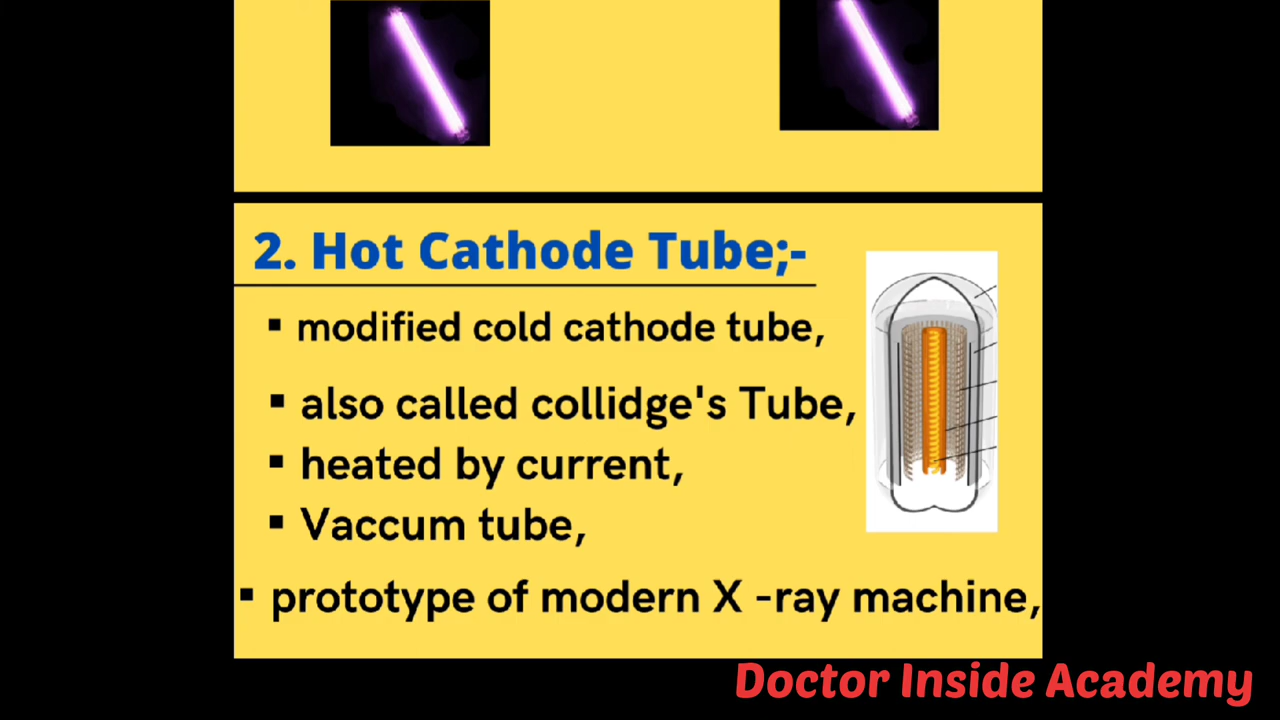 2. Hot Cathode Tube;-
▪ modified cold cathode tube,
▪ also called collidge's Tube,
▪ heated by current,
▪ Vaccum tube,
▪ prototype of modern X -ray machine,
Doctor Inside Academy